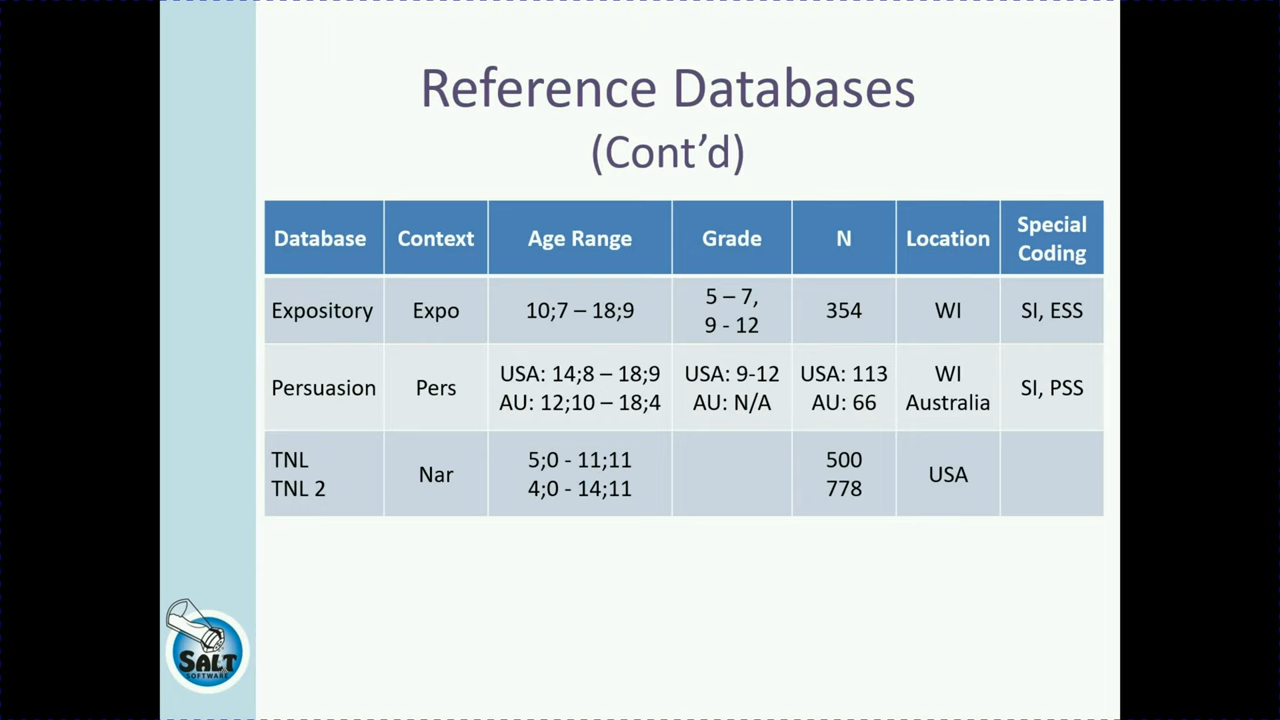 Reference Databases
(Cont'd)
Database Context Age Range Grade N Location Special Coding
Expository Expo 10;7 – 18;9 5 – 7, 9 - 12 354 WI SI, ESS
Persuasion Pers USA: 14;8 – 18;9 USA: 9-12 USA: 113 WI SI, PSS
AU: 12;10 – 18;4 AU: N/A AU: 66 Australia
TNL Nar 5;0 - 11;11 500 USA
TNL 2 4;0 - 14;11 778
SALT
SOFTWARE